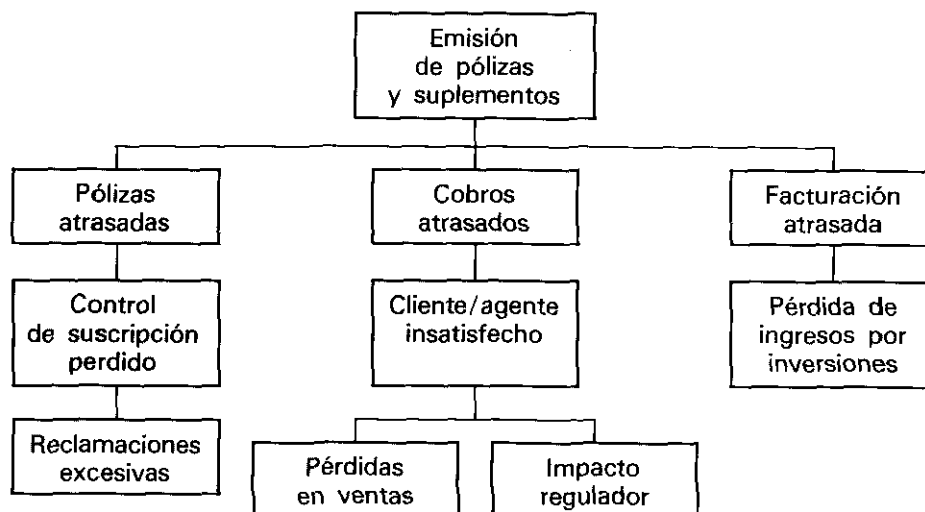 Emisión
de pólizas
y suplementos
Pólizas
atrasadas
Cobros
atrasados
Facturación
atrasada
Control
de suscripción
perdido
Cliente/agente
insatisfecho
Pérdida de
ingresos por
inversiones
Reclamaciones
excesivas
Pérdidas
en ventas
Impacto
regulador